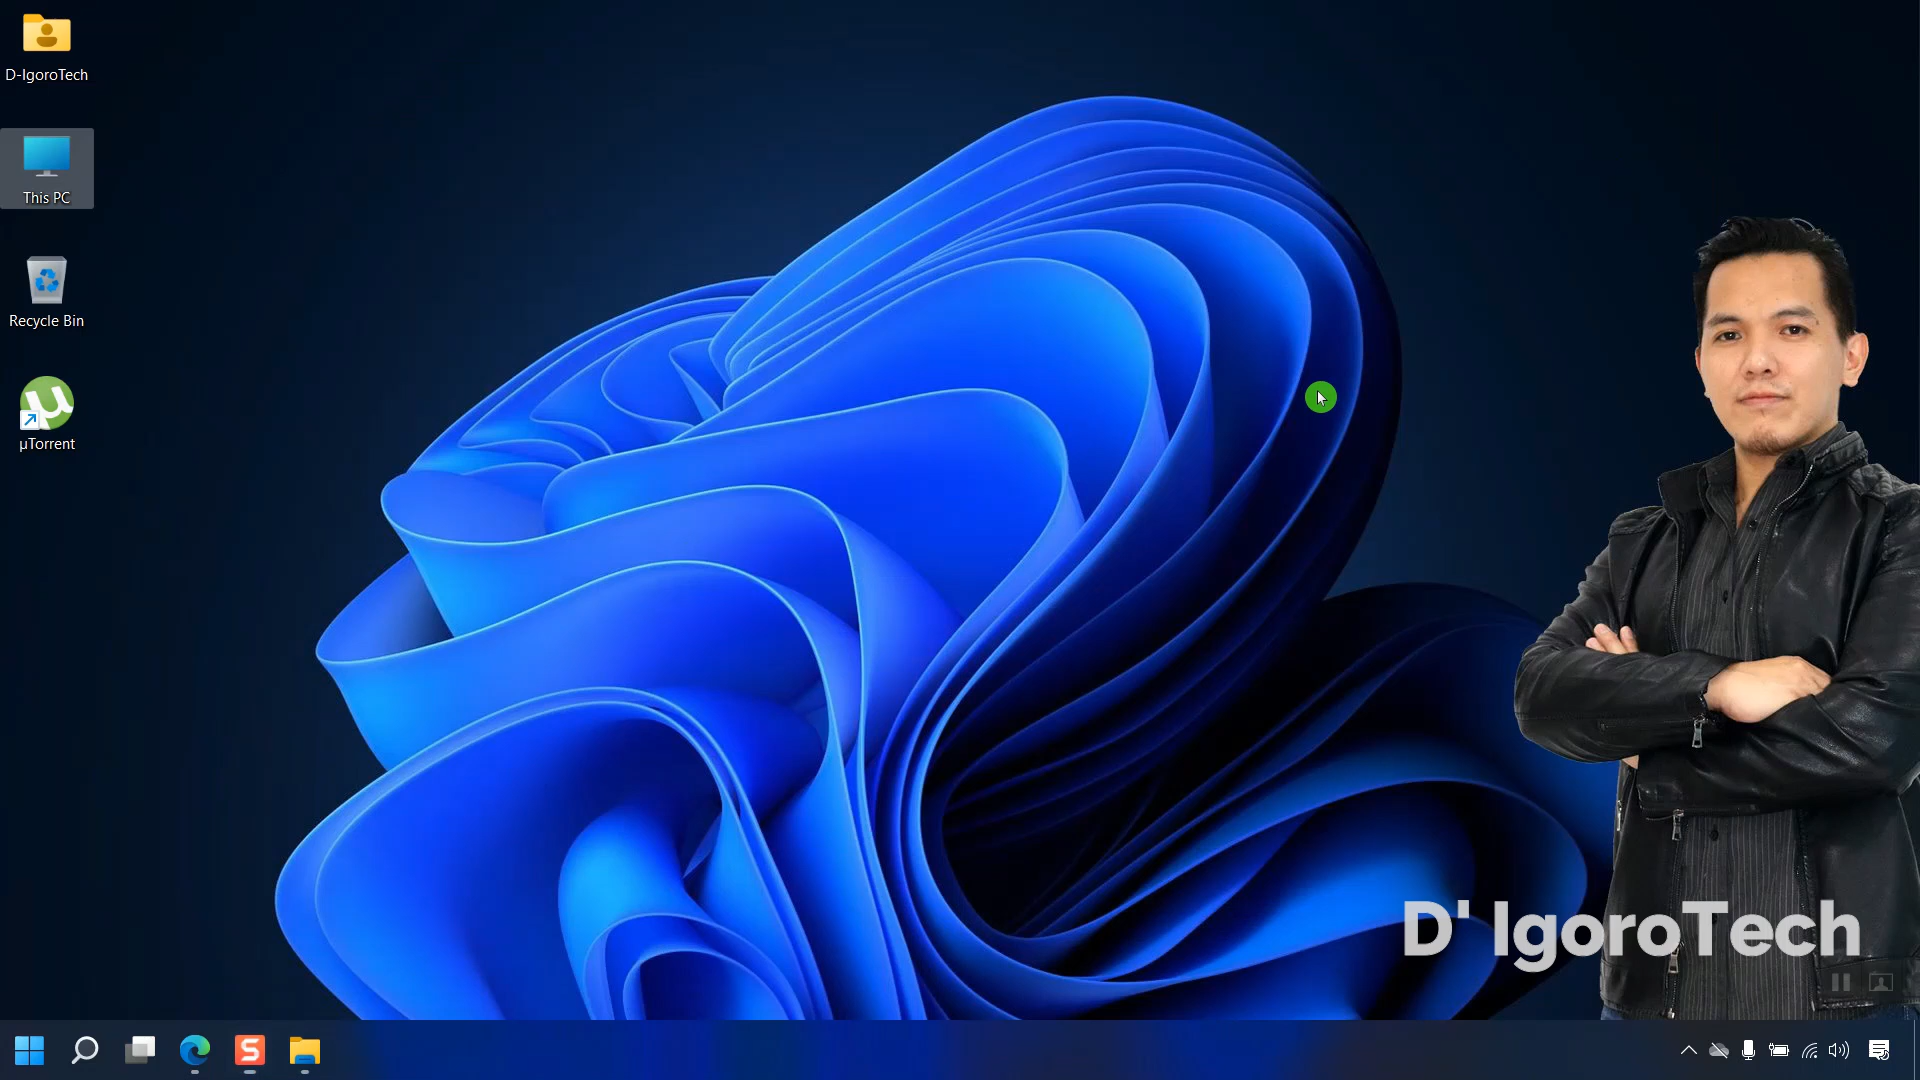 D-IgoroTech
This PC
Recycle Bin
µTorrent
D' IgoroTech